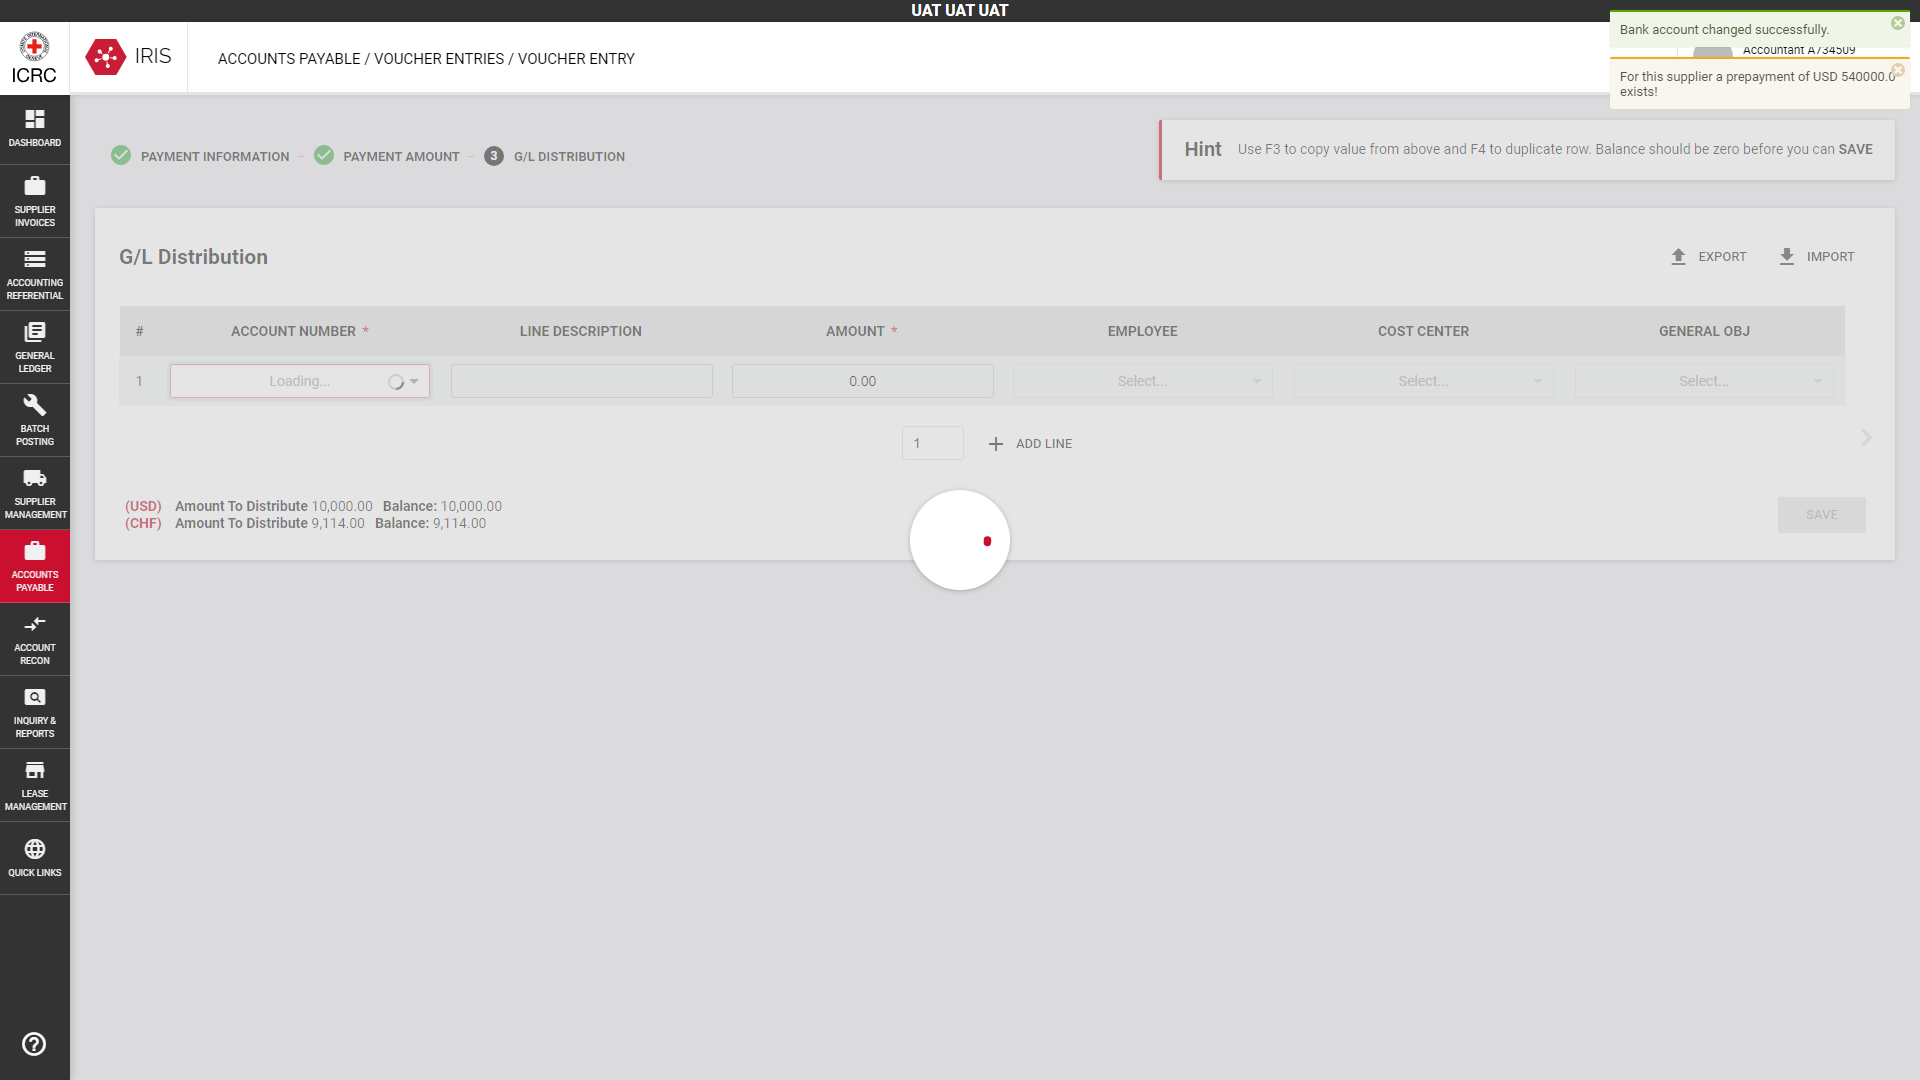 UAT UAT UAT
ICRC
IRIS
ACCOUNTS PAYABLE / VOUCHER ENTRIES / VOUCHER ENTRY
Bank account changed successfully.
Accountant A734509
For this supplier a prepayment of USD 540000.0
exists!
DASHBOARD
SUPPLIER
INVOICES
ACCOUNTING
REFERENTIAL
GENERAL
LEDGER
BATCH
POSTING
SUPPLIER
MANAGEMENT
ACCOUNTS
PAYABLE
ACCOUNT
RECON
INQUIRY &
REPORTS
LEASE
MANAGEMENT
QUICK LINKS
PAYMENT INFORMATION
PAYMENT AMOUNT
3 G/L DISTRIBUTION
Hint Use F3 to copy value from above and F4 to duplicate row. Balance should be zero before you can SAVE
G/L Distribution
EXPORT
IMPORT
# ACCOUNT NUMBER * LINE DESCRIPTION AMOUNT * EMPLOYEE COST CENTER GENERAL OBJ
1 Loading... 0.00 Select... Select... Select...
1 ADD LINE
(USD) Amount To Distribute 10,000.00 Balance: 10,000.00
(CHF) Amount To Distribute 9,114.00 Balance: 9,114.00
SAVE